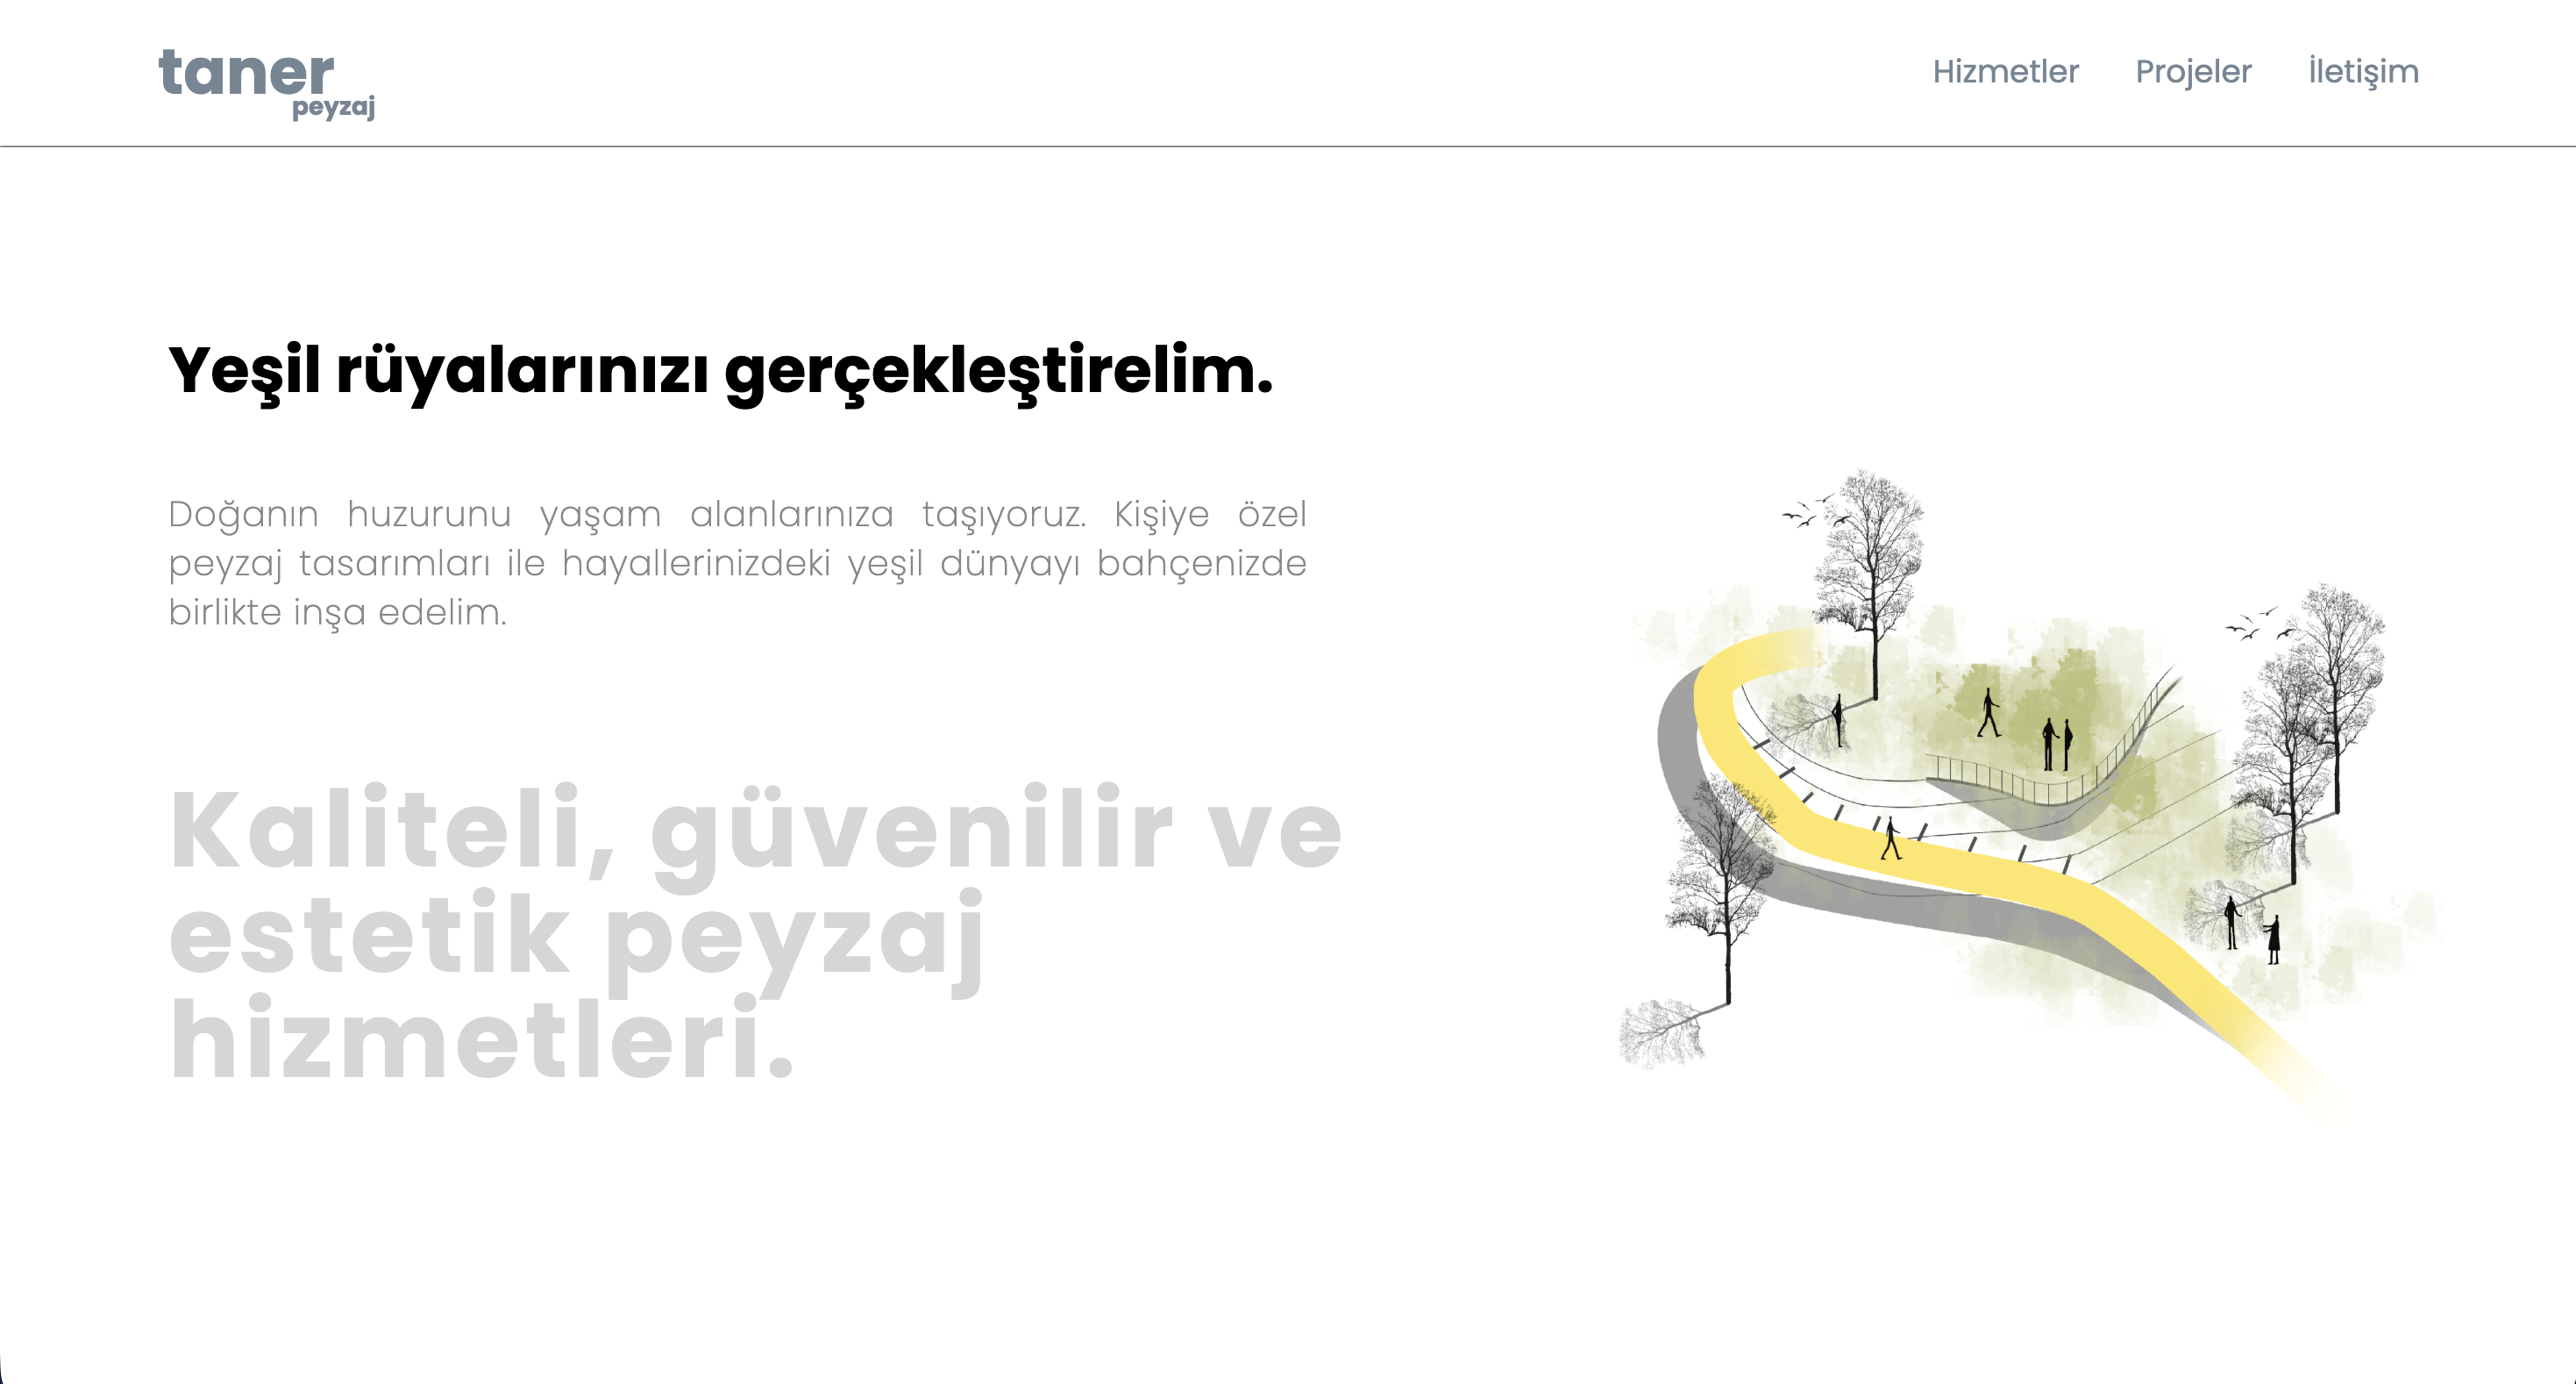 taner
peyzaj
Hizmetler Projeler İletişim
Yeşil rüyalarınızı gerçekleştirelim.
Doğanın huzurunu yaşam alanlarınıza taşıyoruz. Kişiye özel
peyzaj tasarımları ile hayallerinizdeki yeşil dünyayı bahçenizde
birlikte inşa edelim.
Kaliteli, güvenilir ve
estetik peyzaj
hizmetleri.